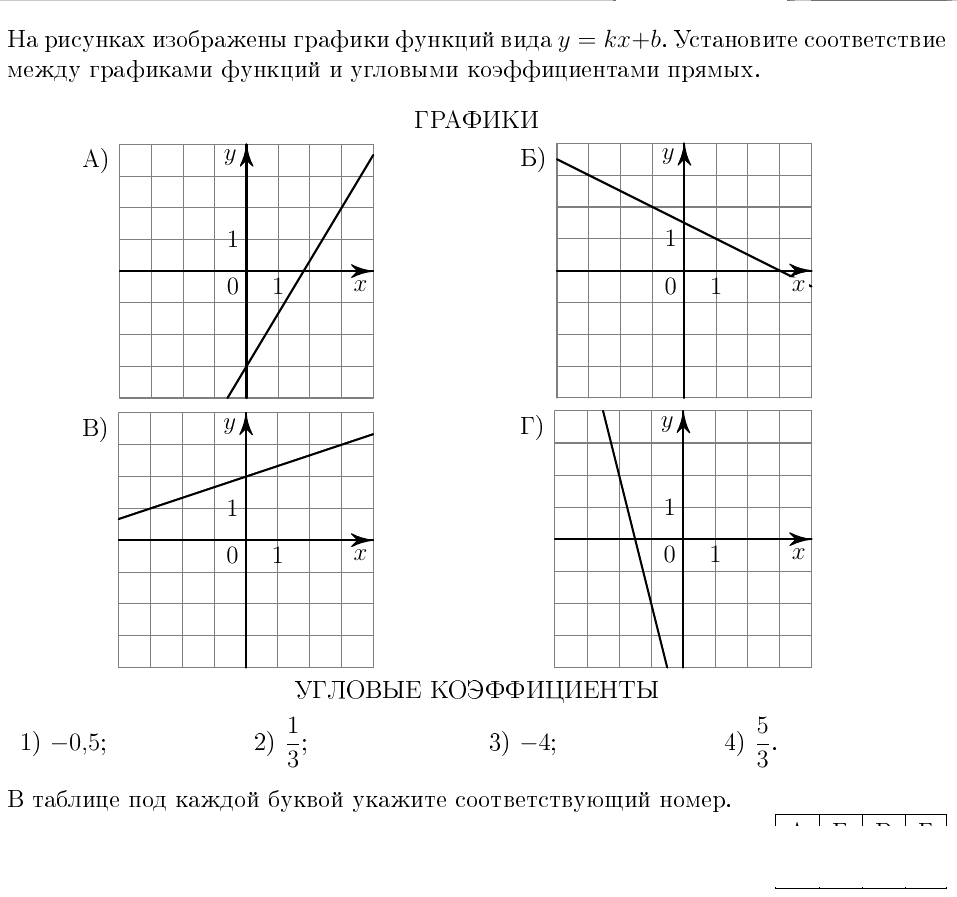 На рисунках изображены графики функций вида y = kx+b. Установите соответствие
между графиками функций и угловыми коэффициентами прямых.
ГРАФИКИ
А) y 1 0 1 x
Б) y 1 0 1 x
В) y 1 0 1 x
Г) y 1 0 1 x
УГЛОВЫЕ КОЭФФИЦИЕНТЫ
1) −0,5; 2) 1/3; 3) −4; 4) 5/3.
В таблице под каждой буквой укажите соответствующий номер.